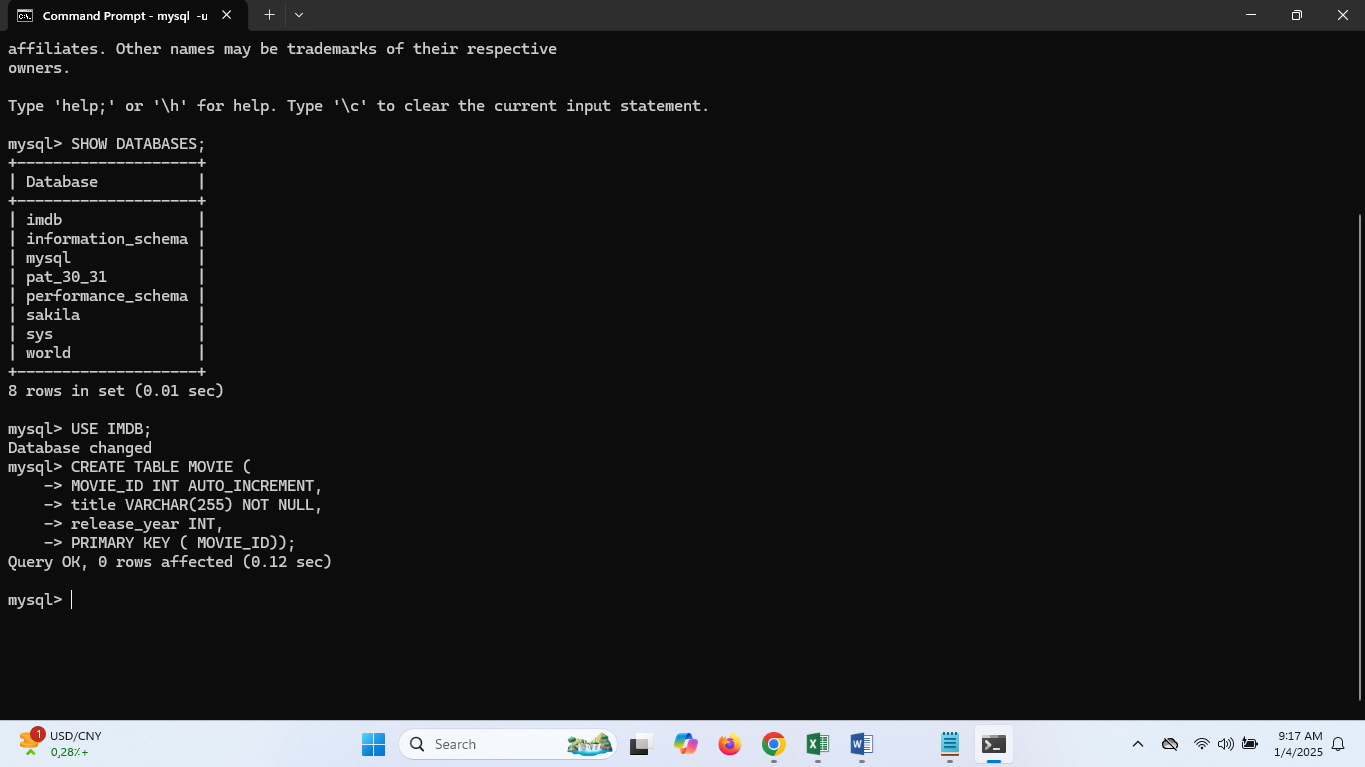 Command Prompt - mysql -u
affiliates. Other names may be trademarks of their respective
owners.
Type 'help;' or '\h' for help. Type '\c' to clear the current input statement.
mysql> SHOW DATABASES;
+--------------------+
| Database           |
+--------------------+
| imdb               |
| information_schema |
| mysql              |
| pat_30_31          |
| performance_schema |
| sakila             |
| sys                |
| world              |
+--------------------+
8 rows in set (0.01 sec)
mysql> USE IMDB;
Database changed
mysql> CREATE TABLE MOVIE (
    -> MOVIE_ID INT AUTO_INCREMENT,
    -> title VARCHAR(255) NOT NULL,
    -> release_year INT,
    -> PRIMARY KEY ( MOVIE_ID));
Query OK, 0 rows affected (0.12 sec)
mysql>
1
USD/CNY
0,28%+
Search
9:17 AM
1/4/2025